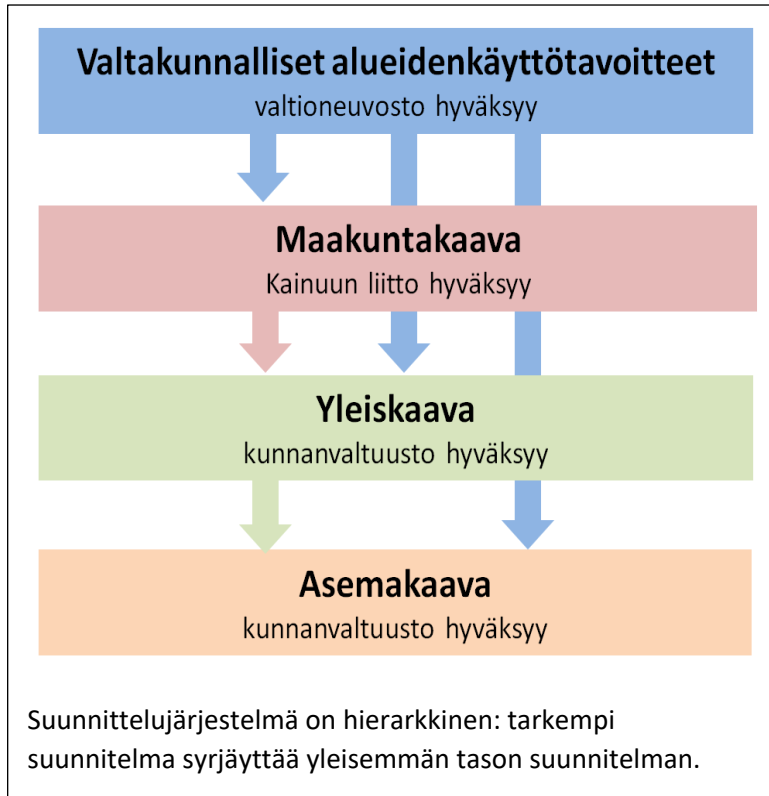 Valtakunnalliset alueidenkäyttötavoitteet
valtioneuvosto hyväksyy
Maakuntakaava
Kainuun liitto hyväksyy
Yleiskaava
kunnanvaltuusto hyväksyy
Asemakaava
kunnanvaltuusto hyväksyy
Suunnittelujärjestelmä on hierarkkinen: tarkempi
suunnitelma syrjäyttää yleisemmän tason suunnitelman.